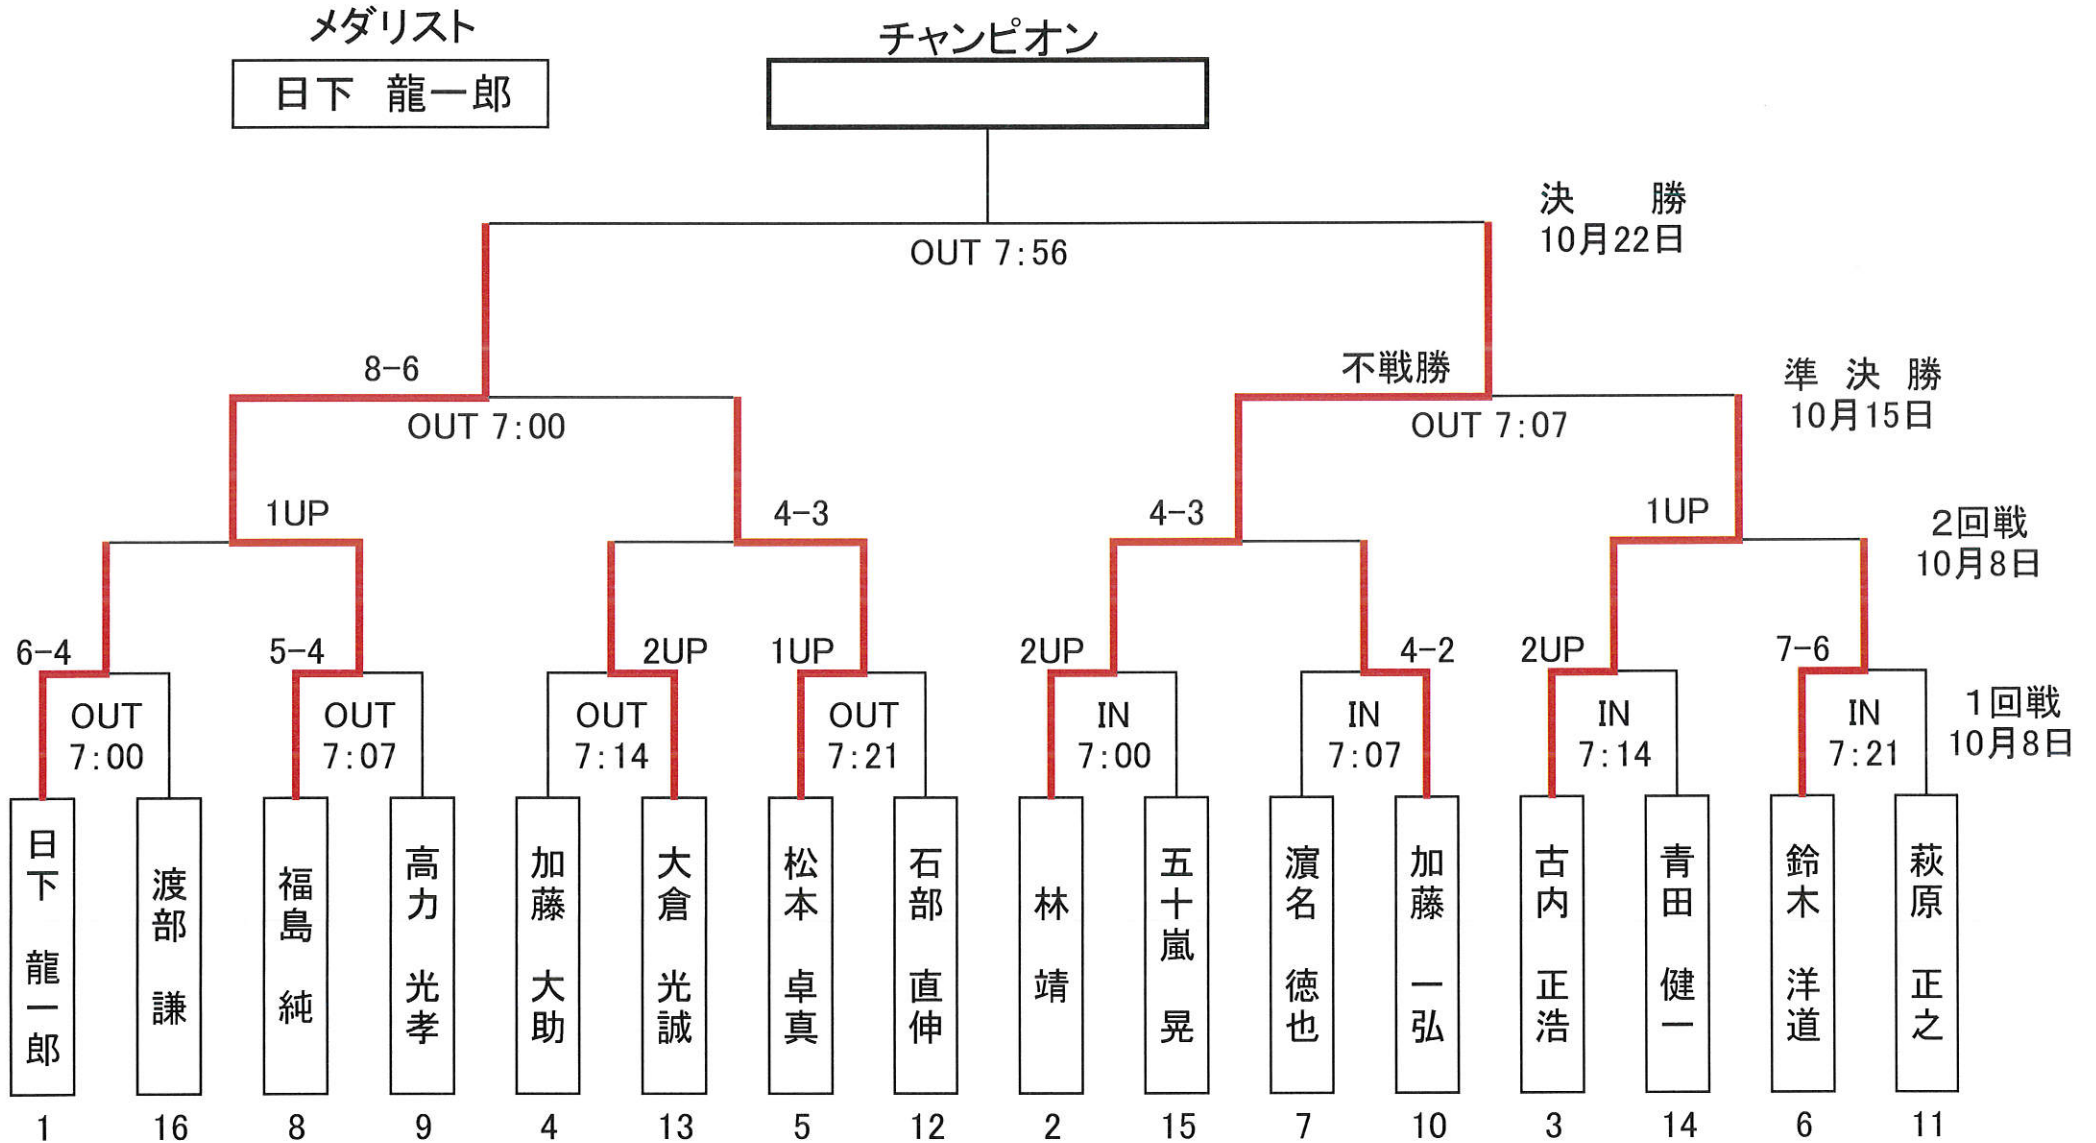 メダリスト
日下 龍一郎
チャンピオン
決 勝
10月22日
OUT 7:56
8-6
不戦勝
準 決 勝
10月15日
OUT 7:00
OUT 7:07
1UP
4-3
4-3
1UP
2回戦
10月8日
6-4
5-4
2UP
1UP
2UP
4-2
2UP
7-6
1回戦
10月8日
OUT
7:00
OUT
7:07
OUT
7:14
OUT
7:21
IN
7:00
IN
7:07
IN
7:14
IN
7:21
日下 龍一郎
渡部 謙
福島 純
高力 光孝
加藤 大助
大倉 光誠
松本 卓真
石部 直伸
林 靖
五十嵐 晃
濵名 徳也
加藤 一弘
古内 正浩
青田 健一
鈴木 洋道
萩原 正之
1 16 8 9 4 13 5 12 2 15 7 10 3 14 6 11